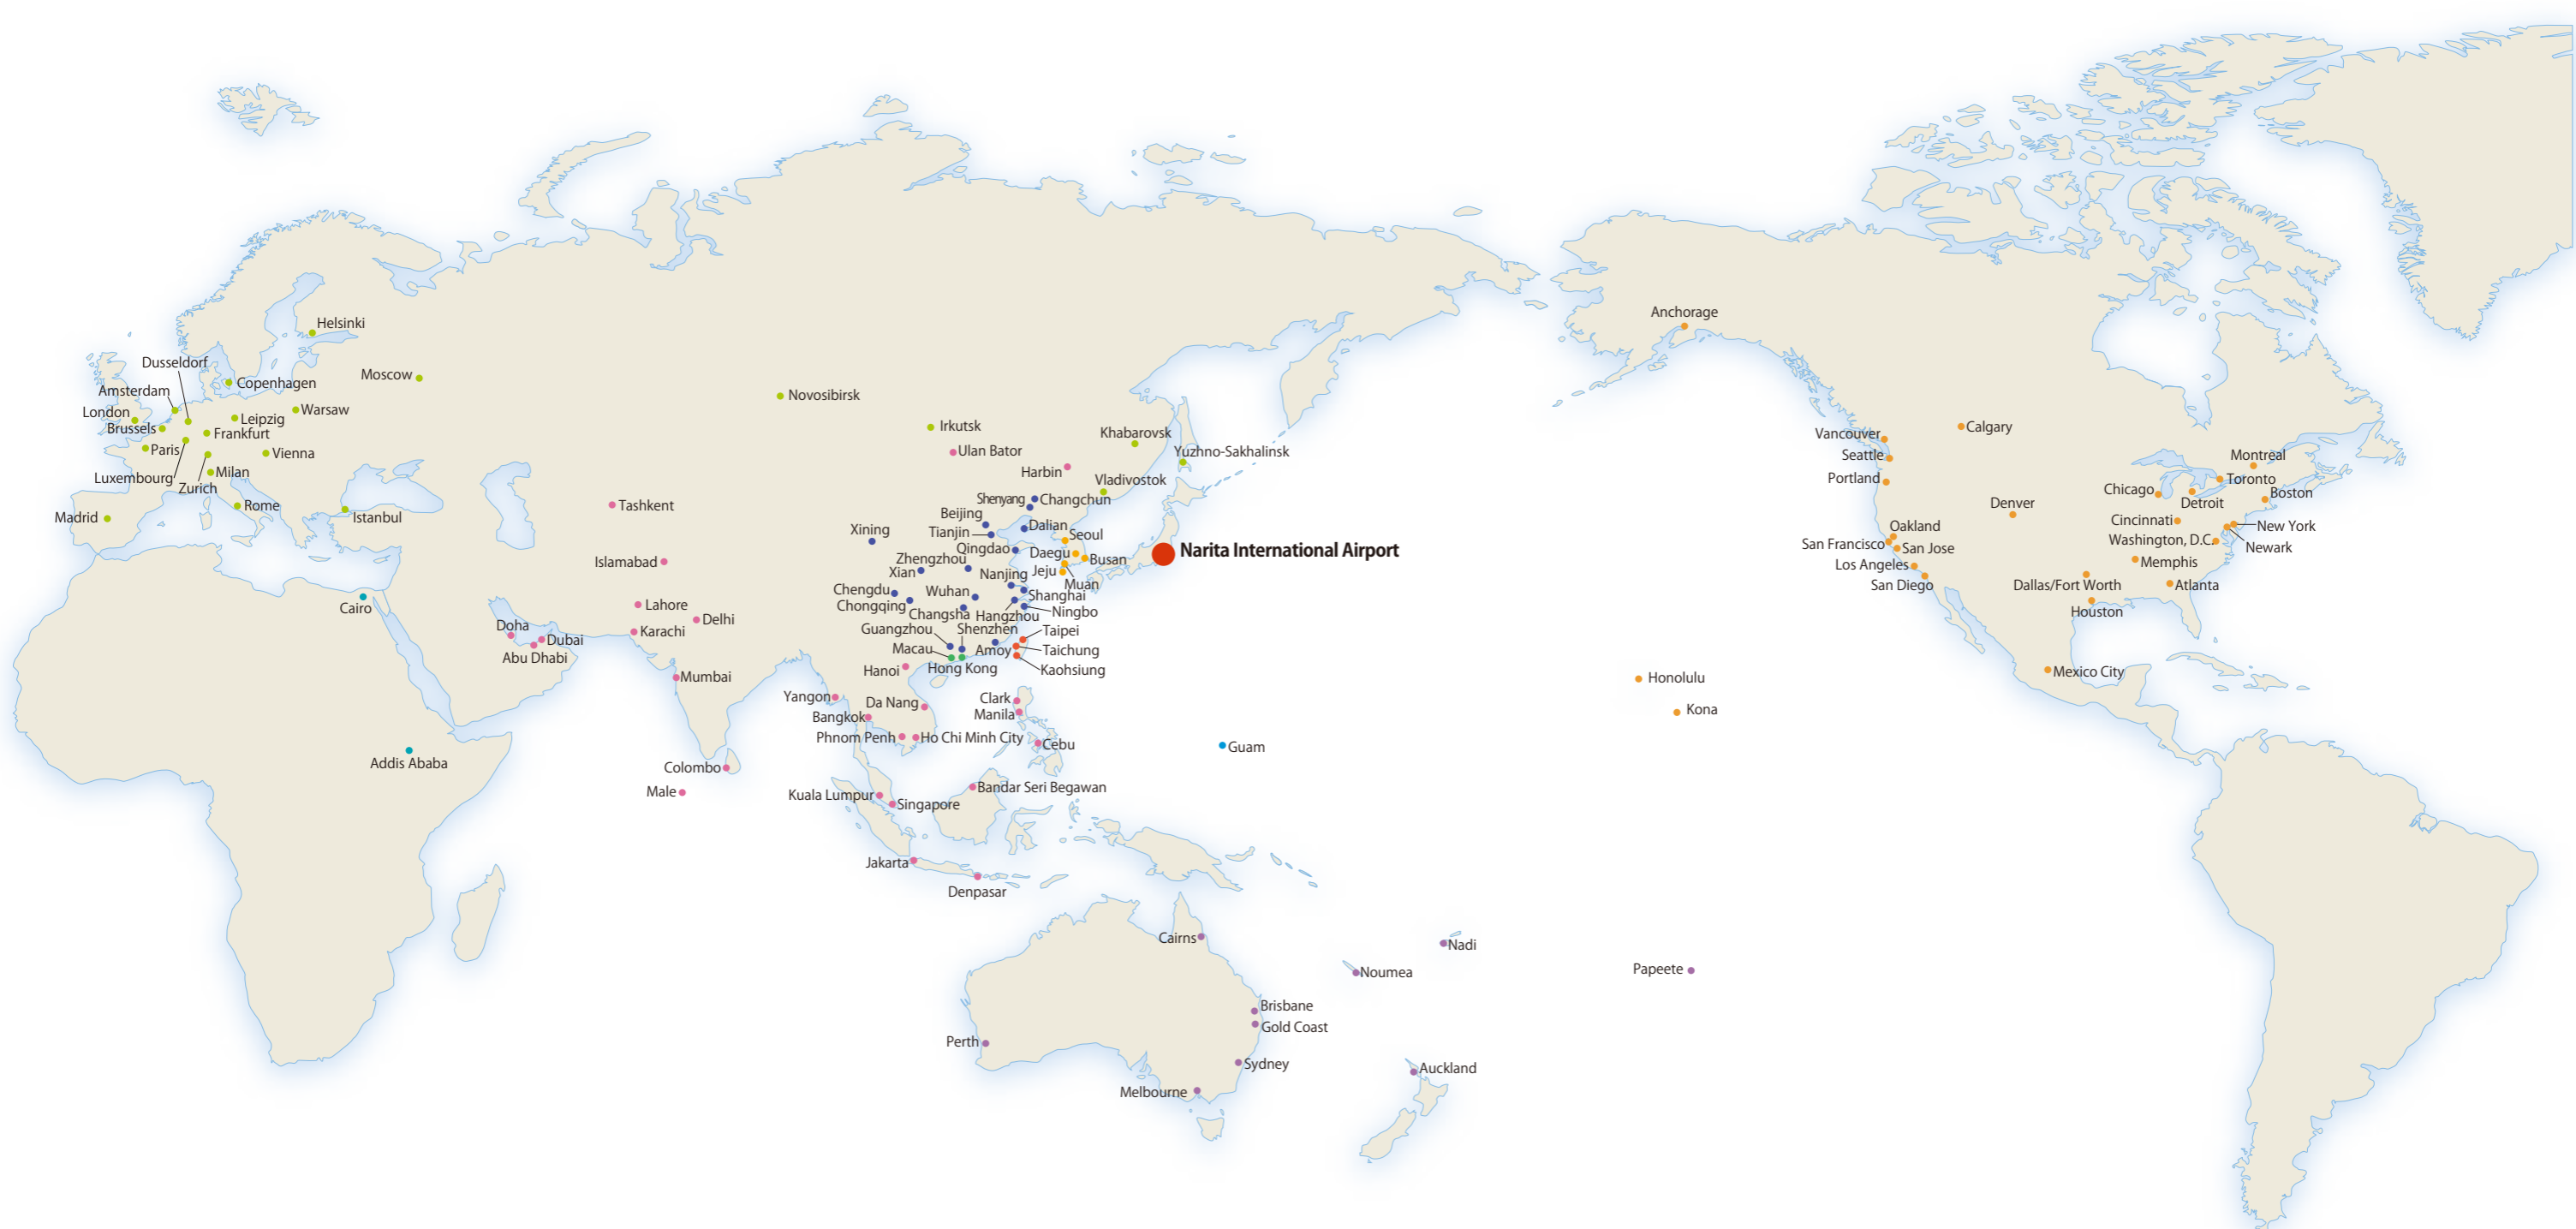 Helsinki
Dusseldorf
Copenhagen
Moscow
Amsterdam
London
Warsaw
Leipzig
Brussels
Frankfurt
Paris
Vienna
Luxembourg
Milan
Zurich
Rome
Istanbul
Madrid
Novosibirsk
Irkutsk
Khabarovsk
Ulan Bator
Yuzhno-Sakhalinsk
Harbin
Vladivostok
Tashkent
Shenyang
Changchun
Beijing
Xining
Tianjin
Dalian
Seoul
Qingdao
Daegu
Busan
Narita International Airport
Islamabad
Zhengzhou
Xian
Nanjing
Jeju
Muan
Chengdu
Wuhan
Shanghai
Chongqing
Changsha
Hangzhou
Ningbo
Cairo
Lahore
Delhi
Karachi
Doha
Dubai
Abu Dhabi
Guangzhou
Shenzhen
Taipei
Macau
Amoy
Taichung
Hanoi
Hong Kong
Kaohsiung
Mumbai
Yangon
Da Nang
Clark
Bangkok
Manila
Phnom Penh
Ho Chi Minh City
Cebu
Guam
Addis Ababa
Colombo
Male
Kuala Lumpur
Bandar Seri Begawan
Singapore
Jakarta
Denpasar
Cairns
Nadi
Noumea
Papeete
Brisbane
Gold Coast
Perth
Sydney
Auckland
Melbourne
Anchorage
Vancouver
Calgary
Seattle
Portland
Montreal
Toronto
Chicago
Detroit
Boston
Denver
Cincinnati
Oakland
New York
Washington, D.C.
San Francisco
San Jose
Newark
Los Angeles
Memphis
San Diego
Dallas/Fort Worth
Atlanta
Houston
Mexico City
Honolulu
Kona